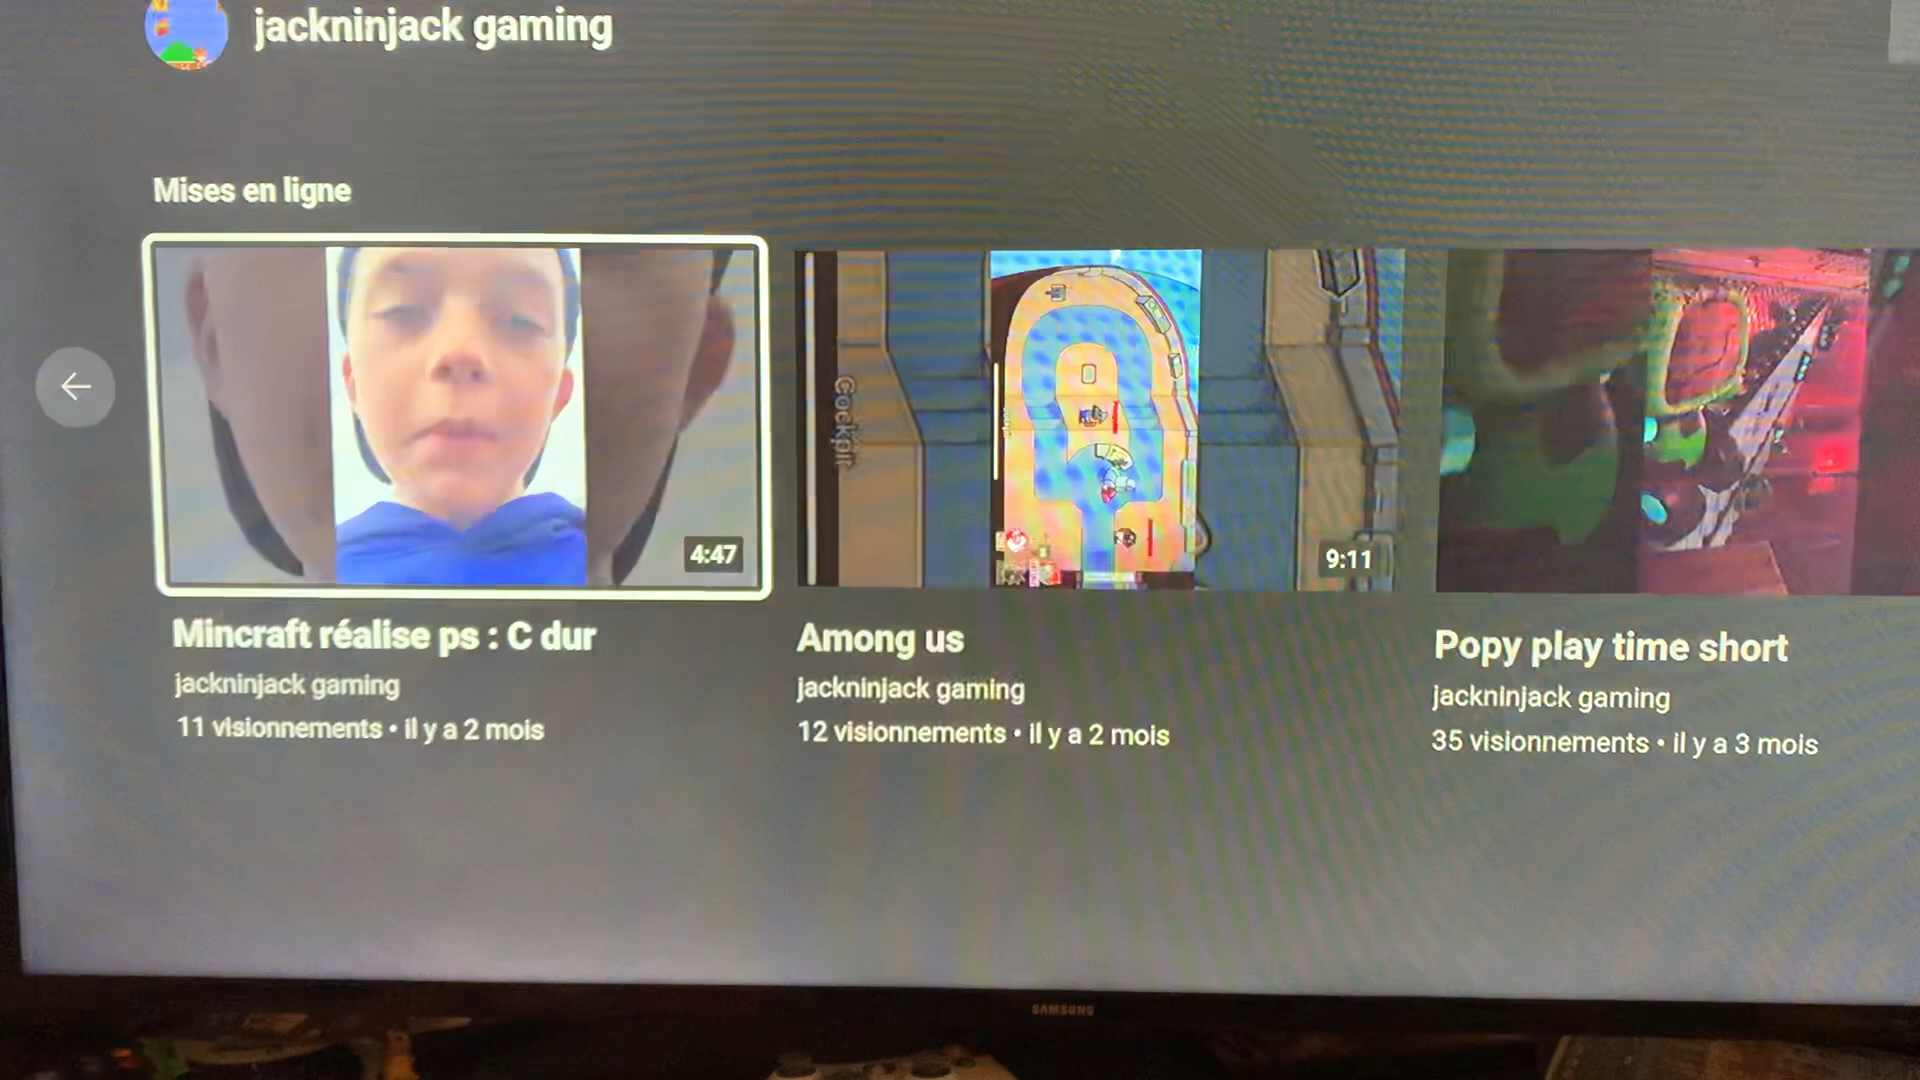 jackninjack gaming
Mises en ligne
4:47
Cockpit
9:11
Mincraft réalise ps : C dur
jackninjack gaming
11 visionnements • il y a 2 mois
Among us
jackninjack gaming
12 visionnements • il y a 2 mois
Popy play time short
jackninjack gaming
35 visionnements • il y a 3 mois
SAMSUNG